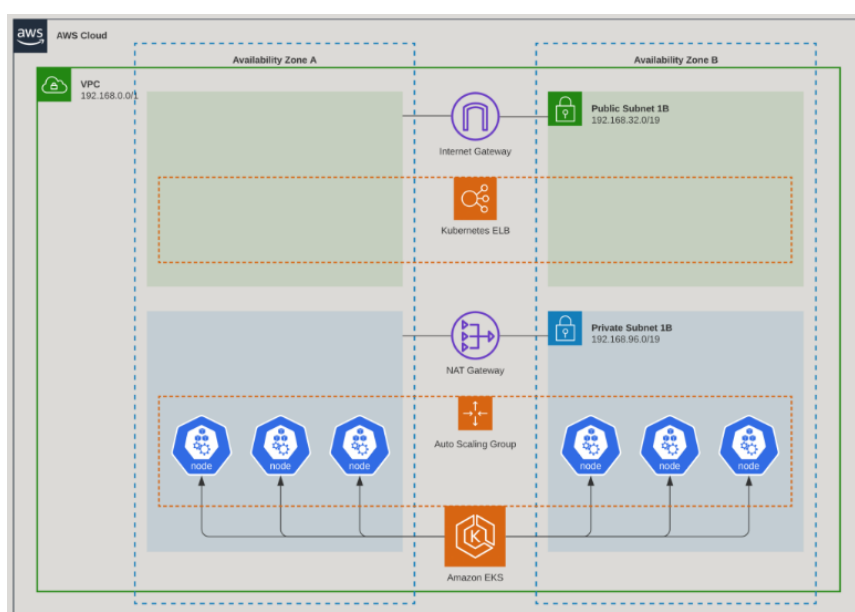 aws
AWS Cloud
Availability Zone A
Availability Zone B
VPC
192.168.0.0/1
Public Subnet 1B
192.168.32.0/19
Internet Gateway
Kubernetes ELB
Private Subnet 1B
192.168.96.0/19
NAT Gateway
Auto Scaling Group
node
node
node
node
node
node
K
Amazon EKS